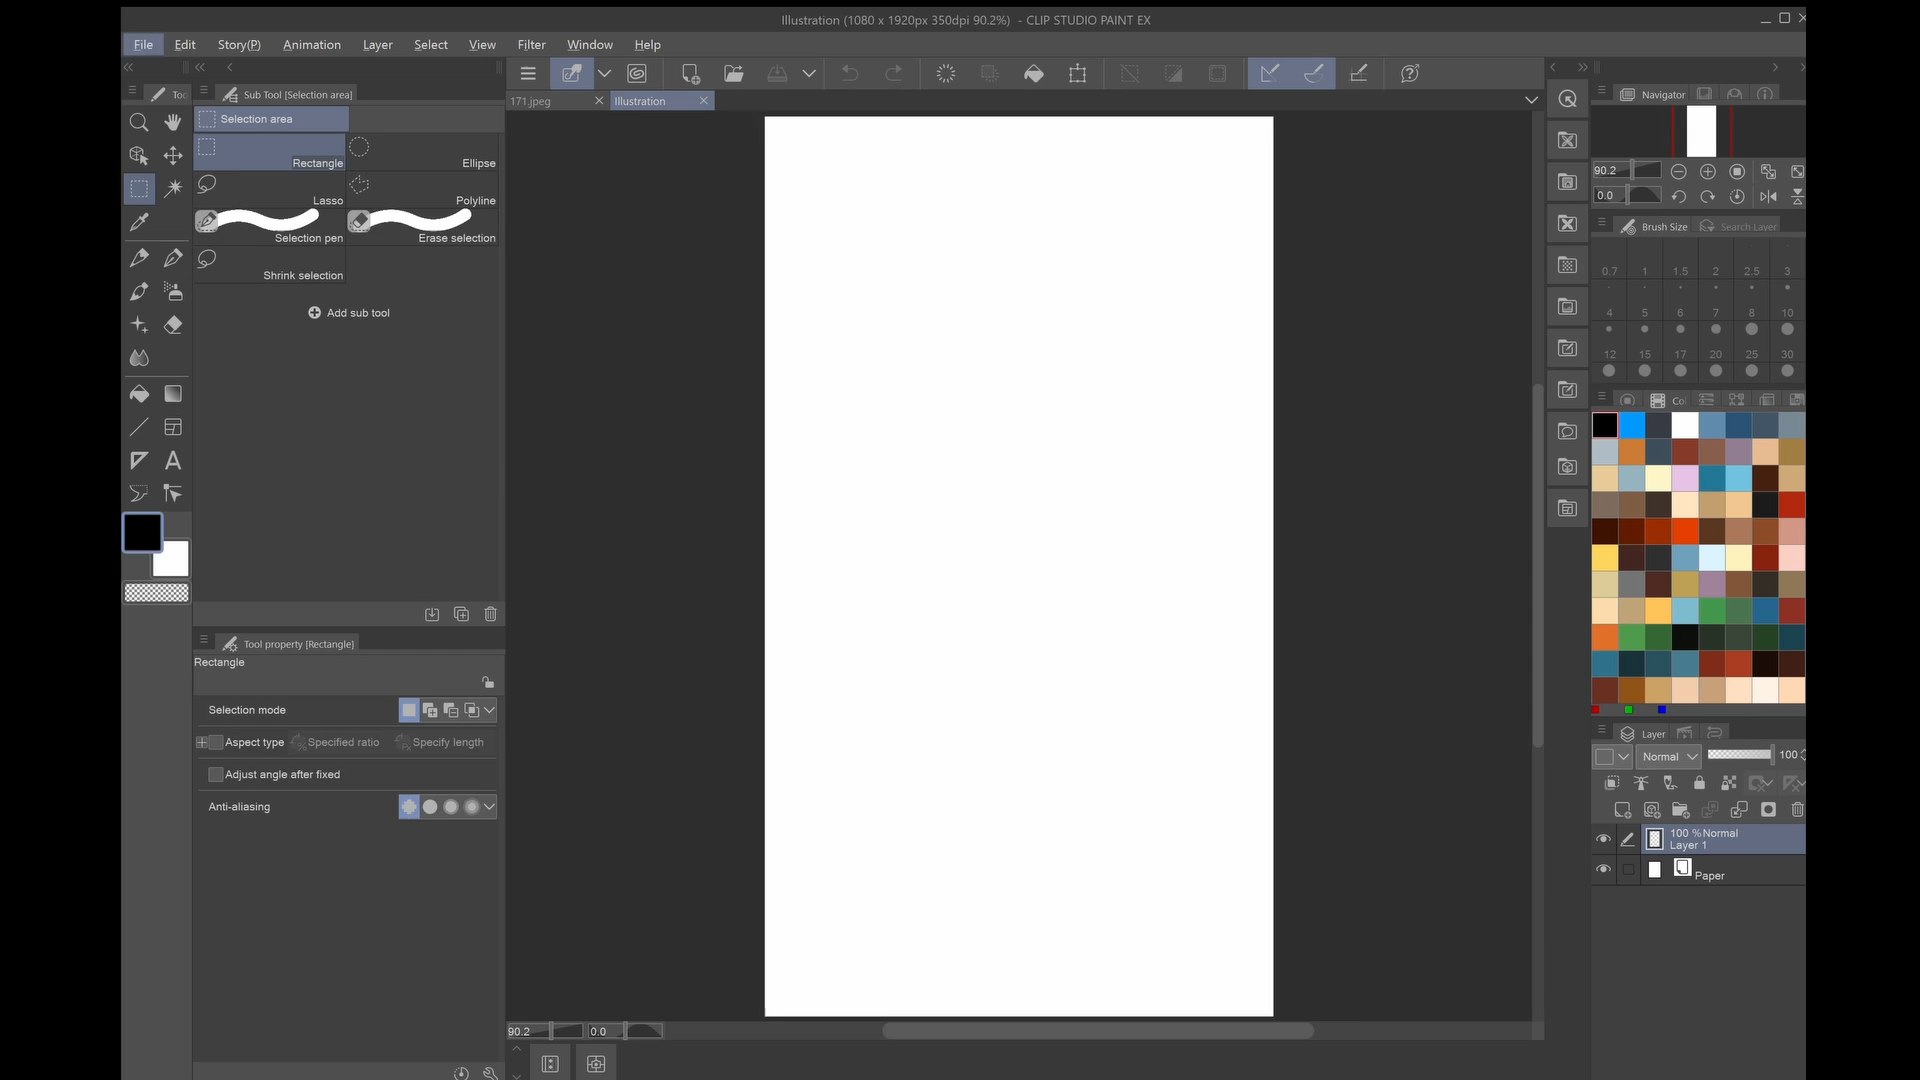 Illustration (1080 x 1920px 350dpi 90.2%)  - CLIP STUDIO PAINT EX
File Edit Story(P) Animation Layer Select View Filter Window Help
Too Sub Tool [Selection area]
171.jpeg Illustration
Navigator
Selection area
Rectangle Ellipse
Lasso Polyline
Selection pen Erase selection
Shrink selection
Add sub tool
90.2
0.0
Brush Size Search Layer
0.7 1 1.5 2 2.5 3
4 5 6 7 8 10
12 15 17 20 25 30
Col
Tool property [Rectangle]
Rectangle
Selection mode
Aspect type Specified ratio Specify length
Adjust angle after fixed
Anti-aliasing
Layer
Normal 100
100 %Normal
Layer 1
Paper
90.2 0.0